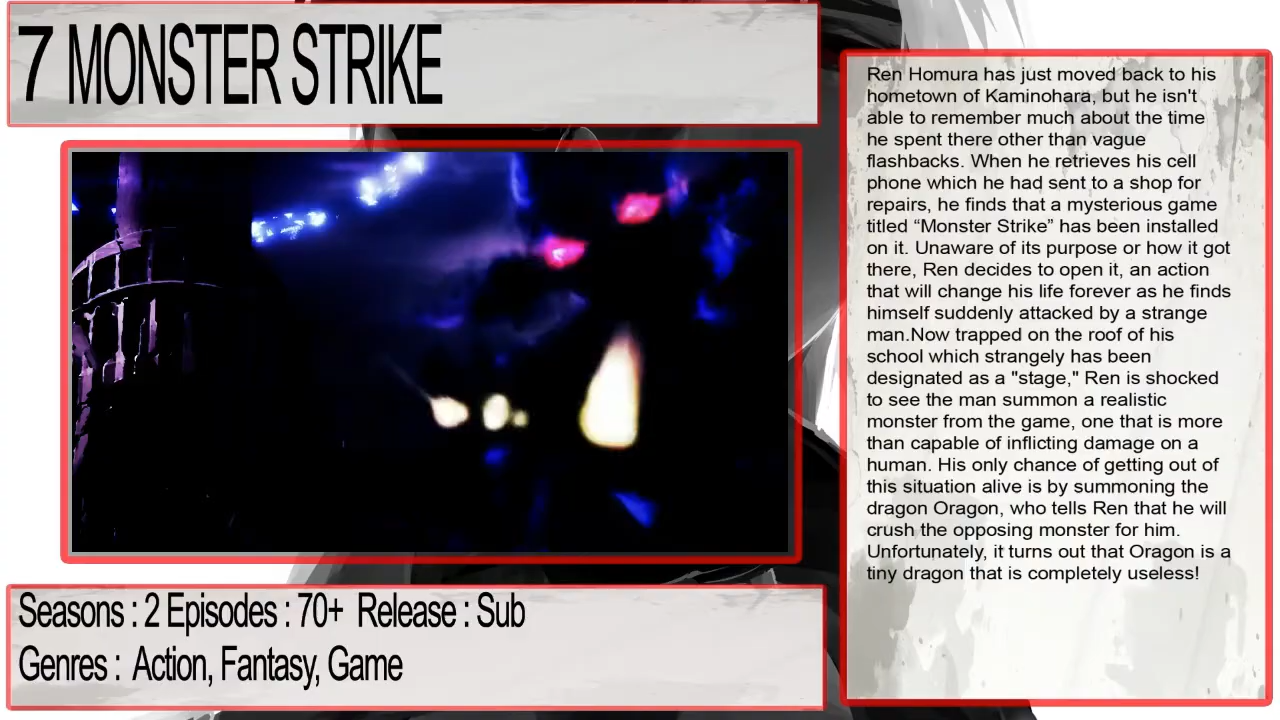 7 MONSTER STRIKE
Ren Homura has just moved back to his
hometown of Kaminohara, but he isn't
able to remember much about the time
he spent there other than vague
flashbacks. When he retrieves his cell
phone which he had sent to a shop for
repairs, he finds that a mysterious game
titled “Monster Strike” has been installed
on it. Unaware of its purpose or how it got
there, Ren decides to open it, an action
that will change his life forever as he finds
himself suddenly attacked by a strange
man.Now trapped on the roof of his
school which strangely has been
designated as a "stage," Ren is shocked
to see the man summon a realistic
monster from the game, one that is more
than capable of inflicting damage on a
human. His only chance of getting out of
this situation alive is by summoning the
dragon Oragon, who tells Ren that he will
crush the opposing monster for him.
Unfortunately, it turns out that Oragon is a
tiny dragon that is completely useless!
Seasons : 2 Episodes : 70+ Release : Sub
Genres : Action, Fantasy, Game